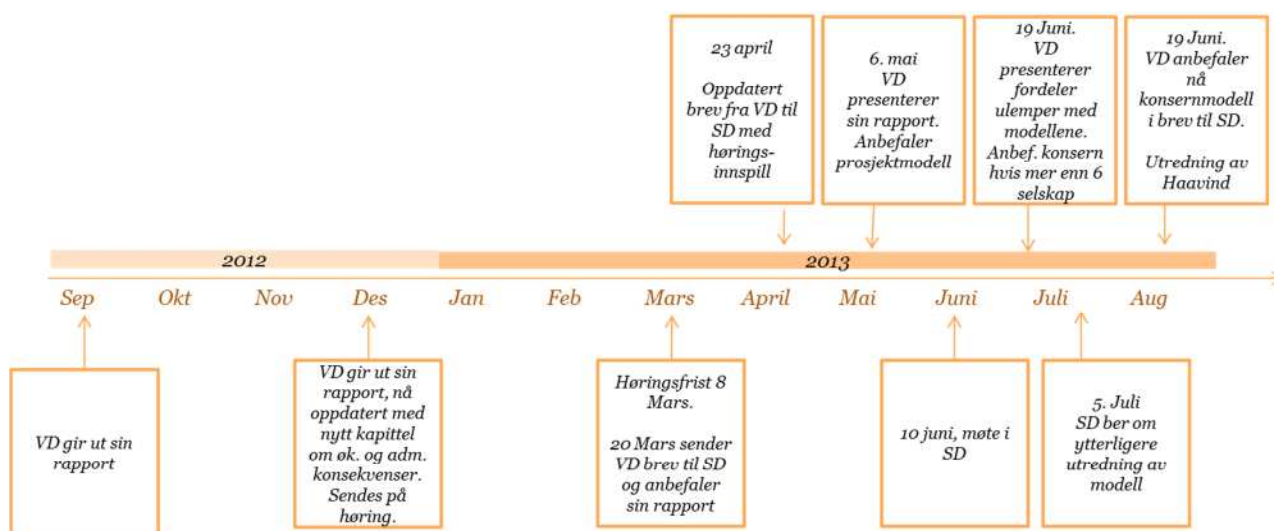 23 april
Oppdatert
brev fra VD til
SD med
hørings-
innspill
6. mai
VD
presenterer
sin rapport.
Anbefaler
prosjektmodell
19 Juni.
VD
presenterer
fordeler
ulemper med
modellene.
Anbef. konsern
hvis mer enn 6
selskap
19 Juni.
VD anbefaler
nå
konsernmodell
i brev til SD.
Utredning av
Haavind
2012
2013
Sep
Okt
Nov
Des
Jan
Feb
Mars
April
Mai
Juni
Juli
Aug
VD gir ut sin
rapport
VD gir ut sin
rapport, nå
oppdatert med
nytt kapittel
om øk. og adm.
konsekvenser.
Sendes på
høring.
Høringsfrist 8
Mars.
20 Mars sender
VD brev til SD
og anbefaler
sin rapport
10 juni, møte i
SD
5. Juli
SD ber om
ytterligere
utredning av
modell